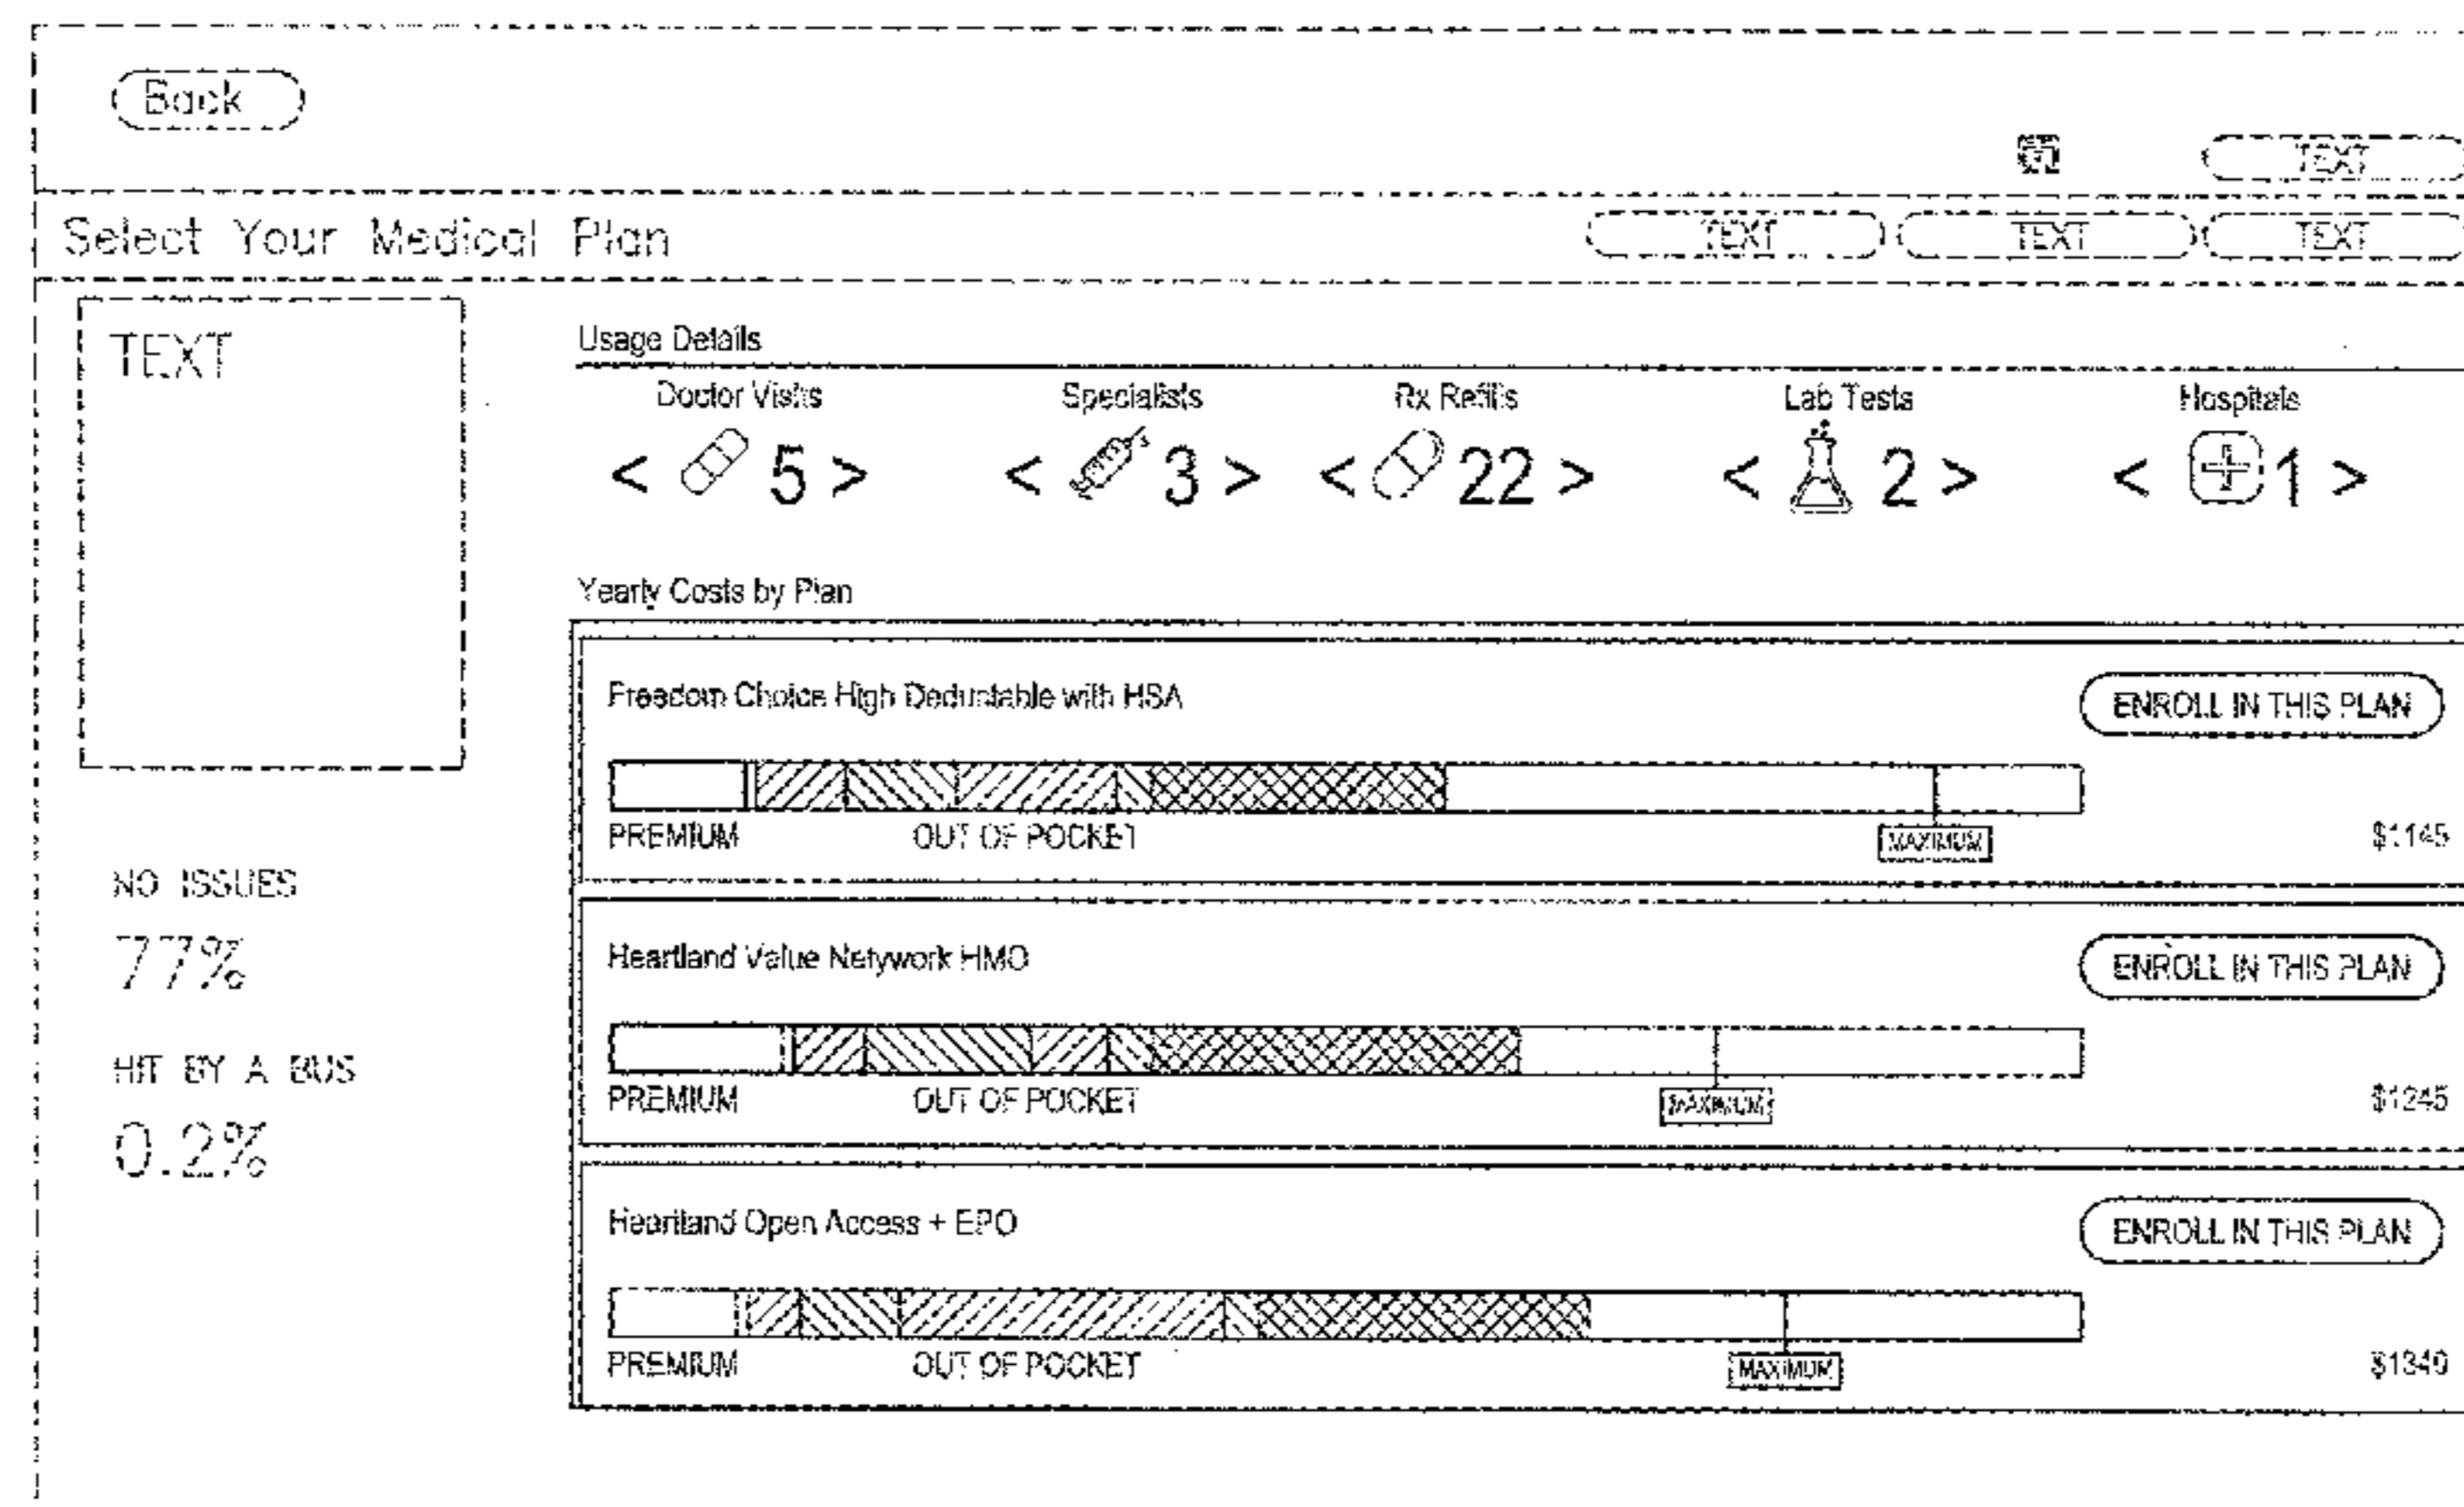 Back
TEXT
Select Your Medical Plan
TEXT TEXT TEXT
TEXT
Usage Details
Doctor Visits Specialists Rx Refills Lab Tests Hospitals
< 5 > < 3 > < 22 > < 2 > < 1 >
Yearly Costs by Plan
Freedom Choice High Deductable with HSA
ENROLL IN THIS PLAN
PREMIUM OUT OF POCKET MAXIMUM $1145
NO ISSUES
77%
Heartland Value Netywork HMO
ENROLL IN THIS PLAN
PREMIUM OUT OF POCKET MAXIMUM $1245
HIT BY A BUS
0.2%
Heartland Open Access + EPO
ENROLL IN THIS PLAN
PREMIUM OUT OF POCKET MAXIMUM $1340